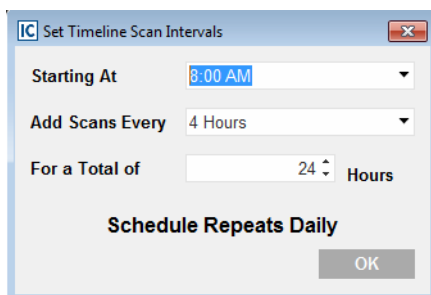 IC Set Timeline Scan Intervals
Starting At 8:00 AM
Add Scans Every 4 Hours
For a Total of 24 Hours
Schedule Repeats Daily
OK